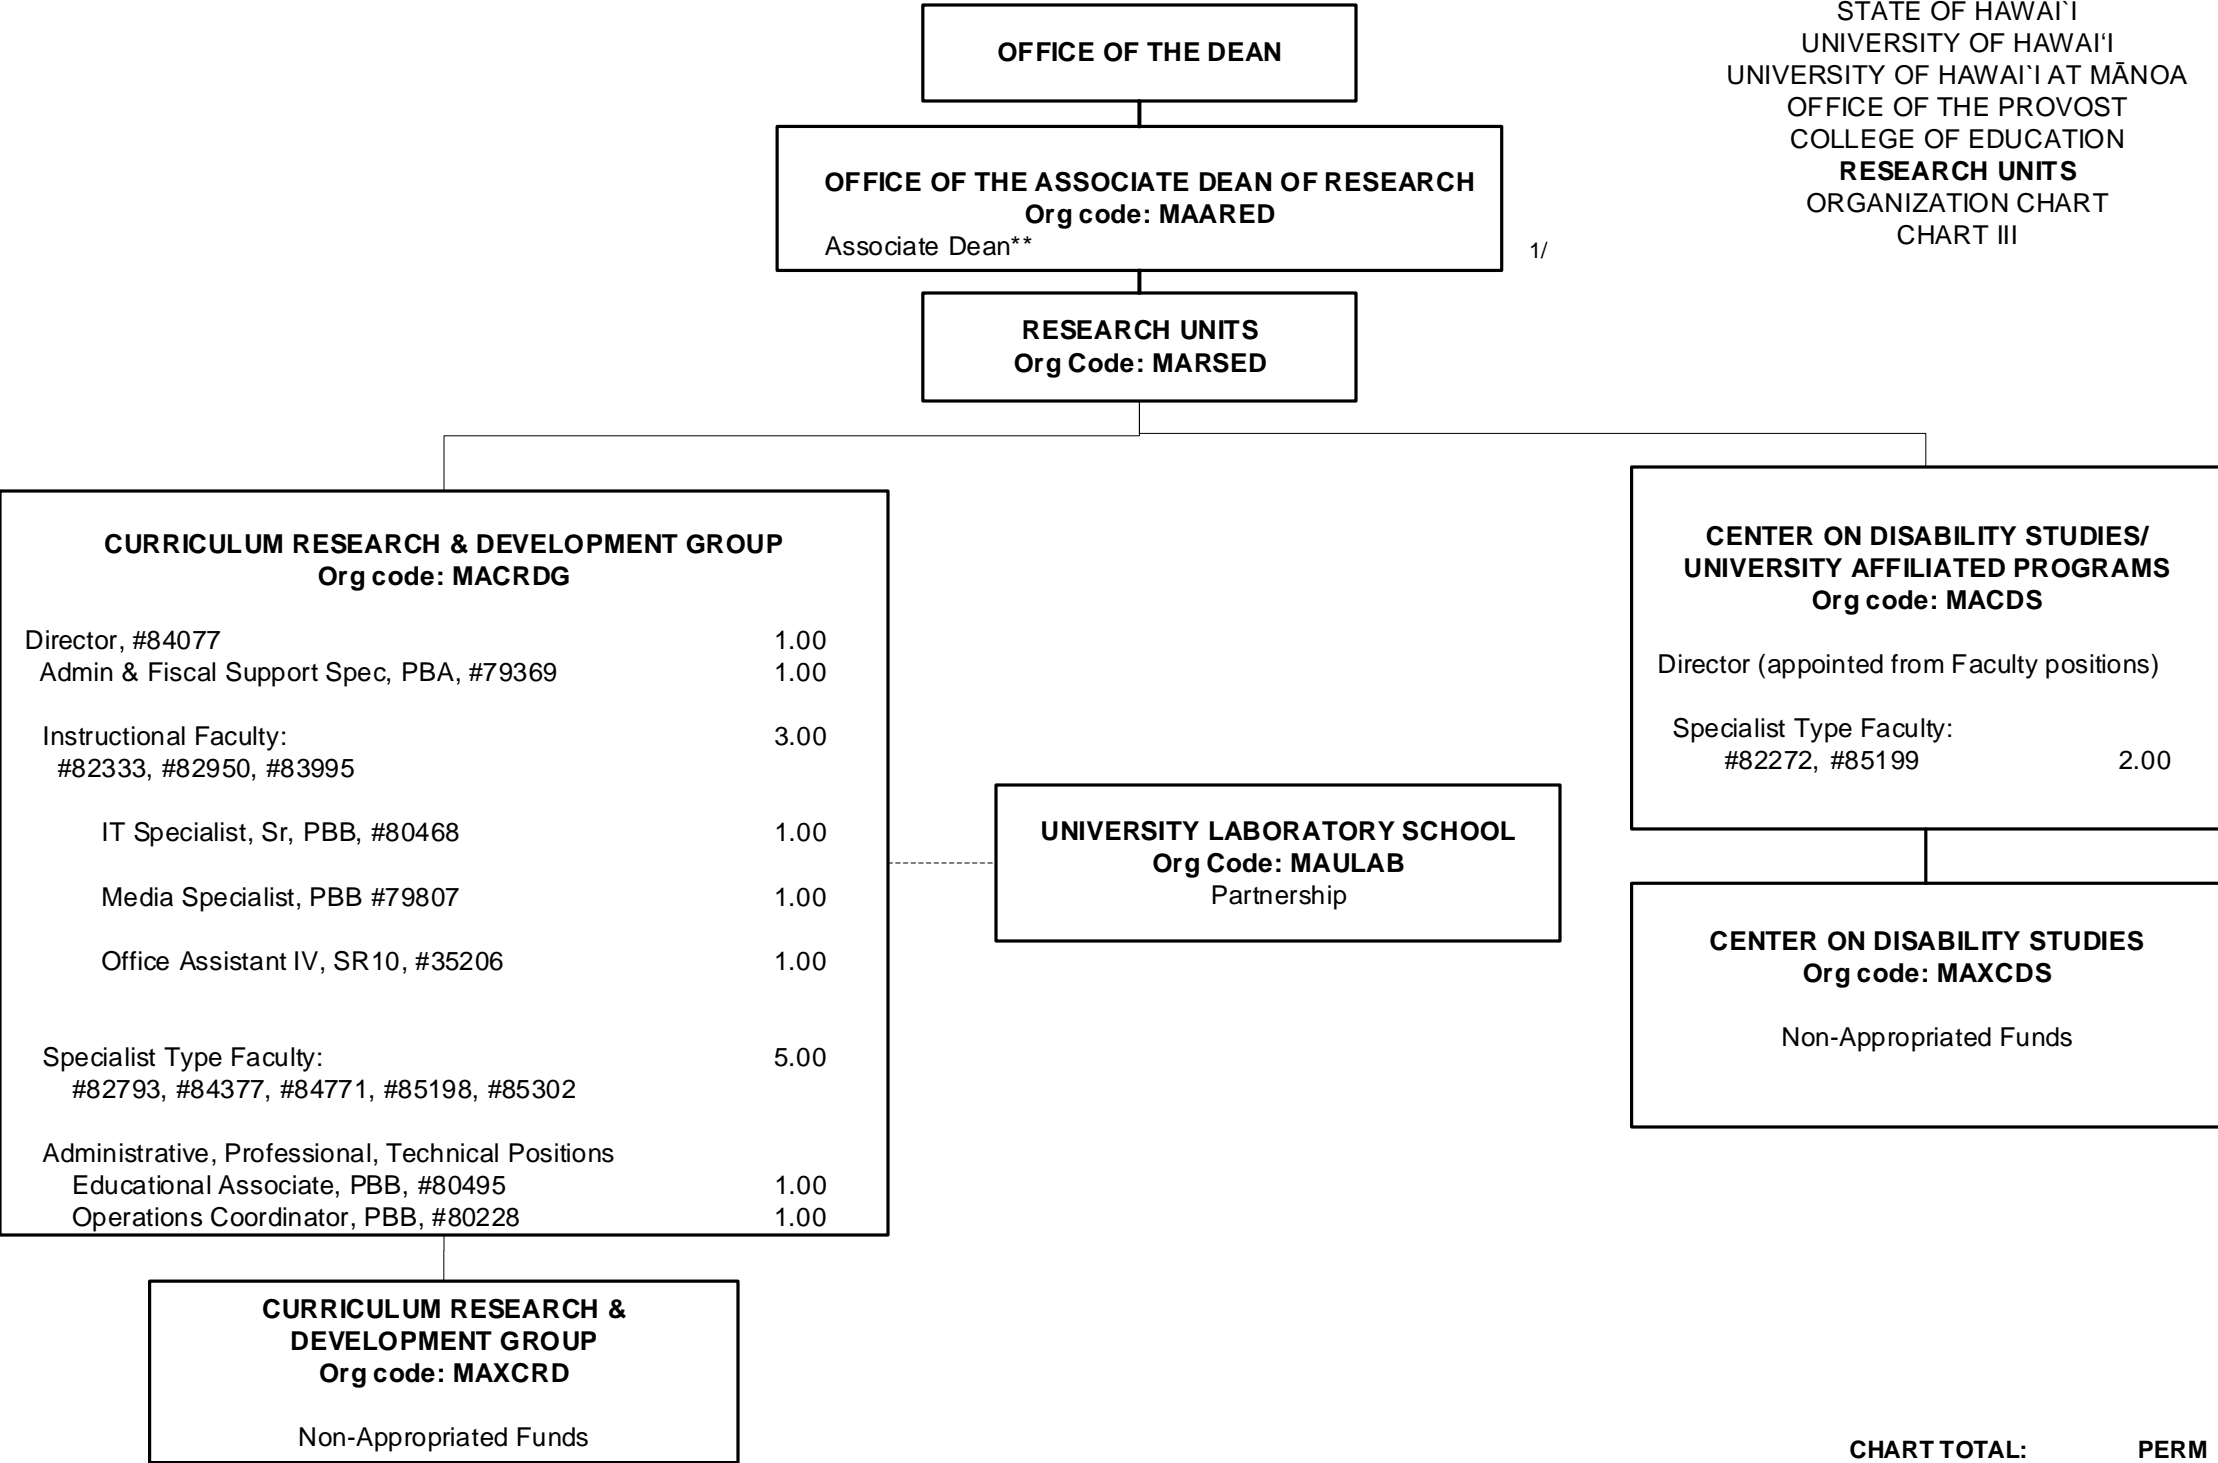 STATE OF HAWAI`I
UNIVERSITY OF HAWAI‘I
UNIVERSITY OF HAWAI`I AT MĀNOA
OFFICE OF THE PROVOST
COLLEGE OF EDUCATION
RESEARCH UNITS
ORGANIZATION CHART
CHART III
OFFICE OF THE DEAN
OFFICE OF THE ASSOCIATE DEAN OF RESEARCH
Org code: MAARED
Associate Dean**
1/
RESEARCH UNITS
Org Code: MARSED
CURRICULUM RESEARCH & DEVELOPMENT GROUP
Org code: MACRDG
Director, #84077 1.00
Admin & Fiscal Support Spec, PBA, #79369 1.00
Instructional Faculty: 3.00
#82333, #82950, #83995
IT Specialist, Sr, PBB, #80468 1.00
Media Specialist, PBB #79807 1.00
Office Assistant IV, SR10, #35206 1.00
Specialist Type Faculty: 5.00
#82793, #84377, #84771, #85198, #85302
Administrative, Professional, Technical Positions
Educational Associate, PBB, #80495 1.00
Operations Coordinator, PBB, #80228 1.00
CURRICULUM RESEARCH &
DEVELOPMENT GROUP
Org code: MAXCRD
Non-Appropriated Funds
UNIVERSITY LABORATORY SCHOOL
Org Code: MAULAB
Partnership
CENTER ON DISABILITY STUDIES/
UNIVERSITY AFFILIATED PROGRAMS
Org code: MACDS
Director (appointed from Faculty positions)
Specialist Type Faculty:
#82272, #85199 2.00
CENTER ON DISABILITY STUDIES
Org code: MAXCDS
Non-Appropriated Funds
CHART TOTAL: PERM